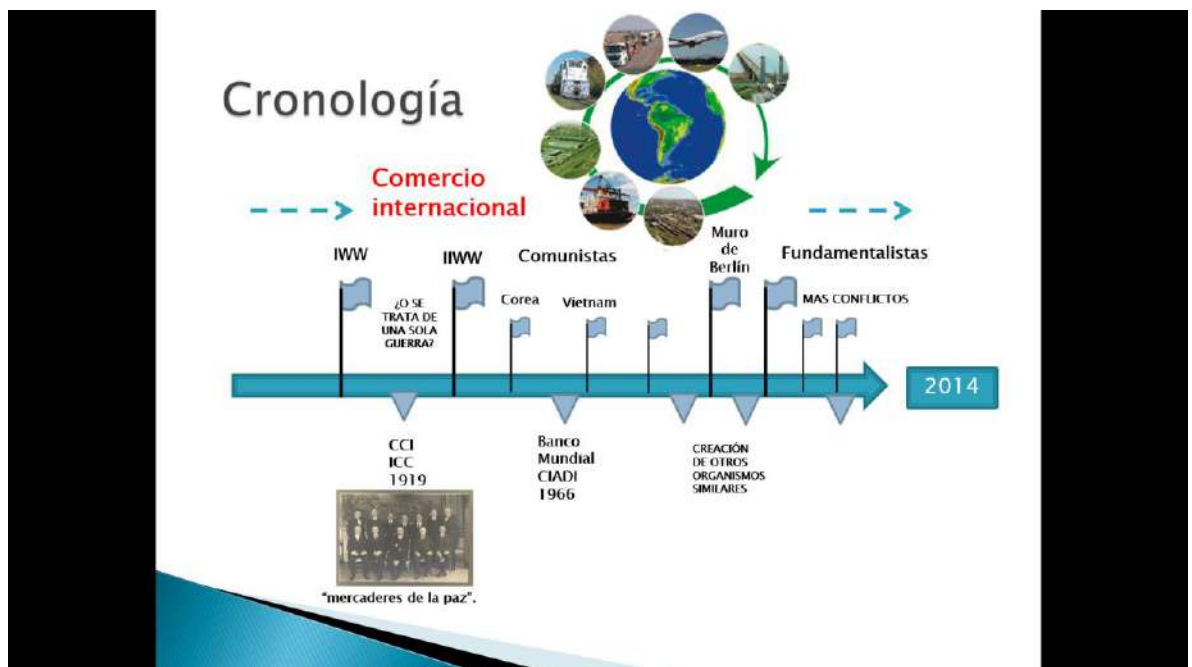 Cronología
Comercio
internacional
IWW
IIWW
Comunistas
Muro
de
Berlín
Fundamentalistas
¿O SE
TRATA DE
UNA SOLA
GUERRA?
Corea
Vietnam
MAS CONFLICTOS
2014
CCI
ICC
1919
Banco
Mundial
CIADI
1966
CREACIÓN
DE OTROS
ORGANISMOS
SIMILARES
"mercaderes de la paz".